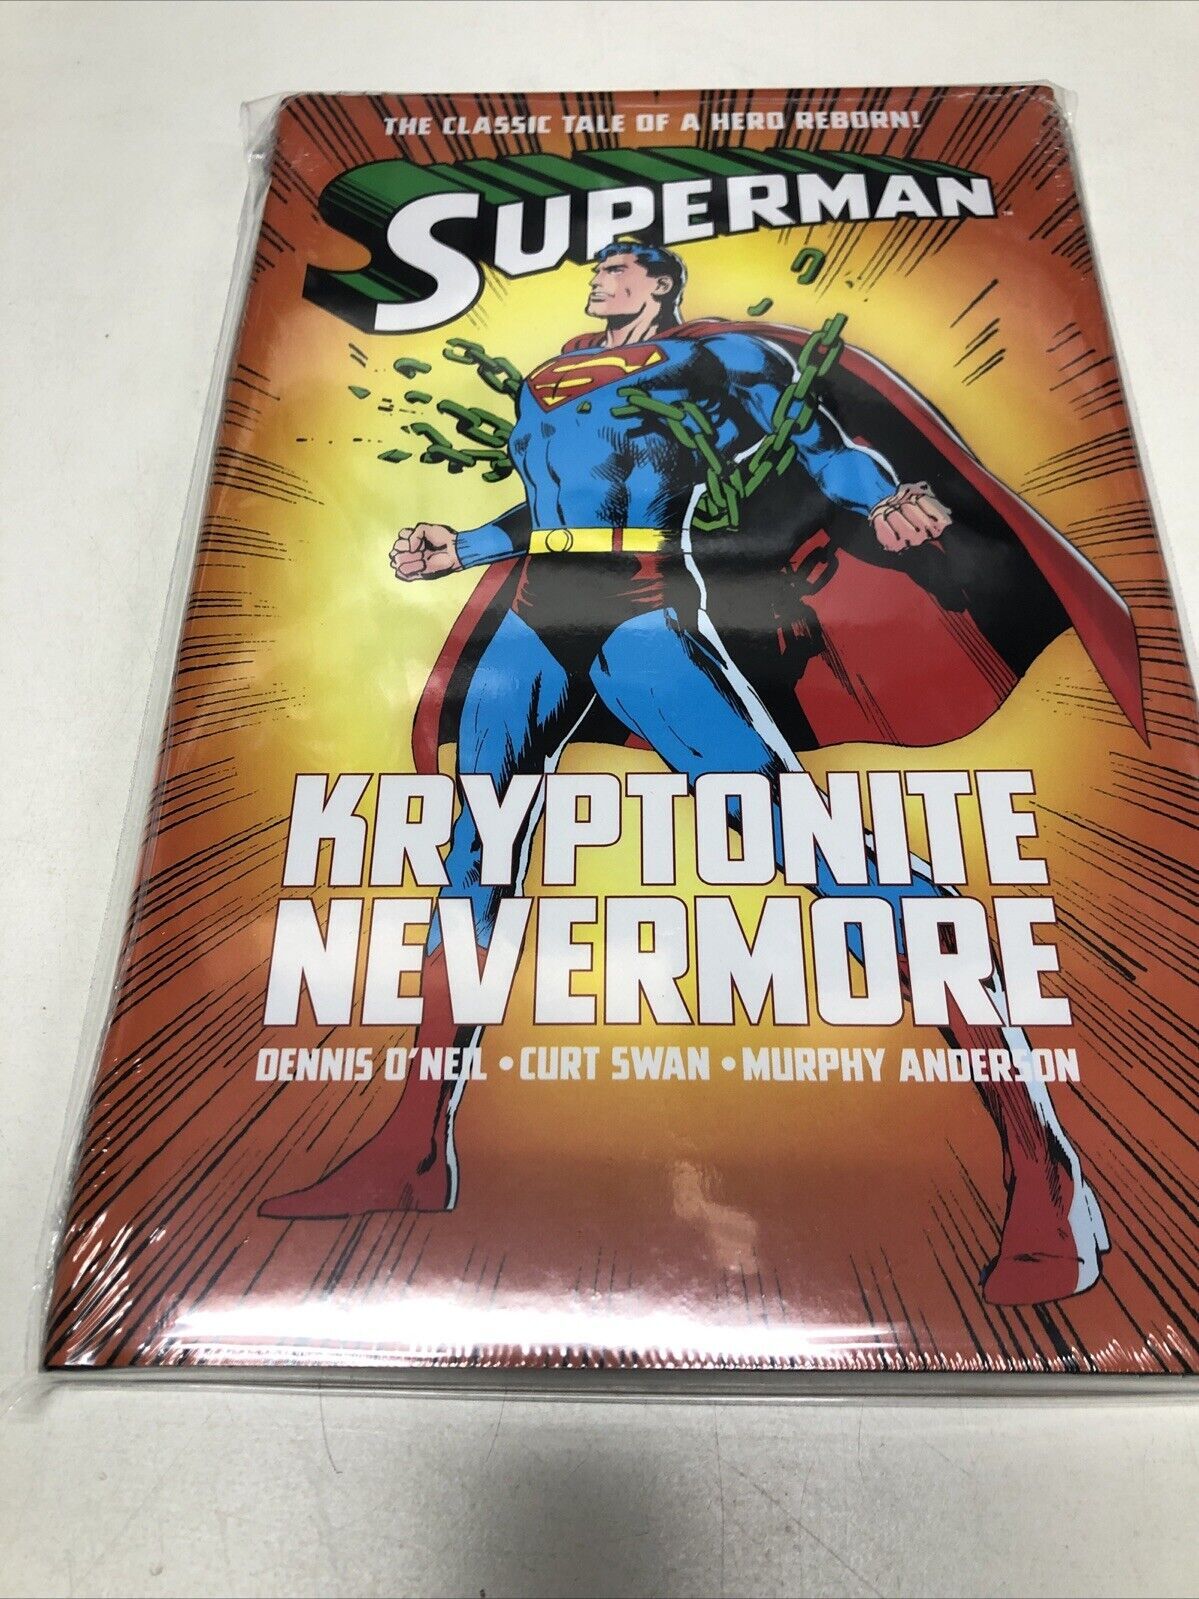 THE CLASSIC TALE OF A HERO REBORN!
SUPERMAN
KRYPTONITE
NEVERMORE
DENNIS O'NEIL • CURT SWAN • MURPHY ANDERSON